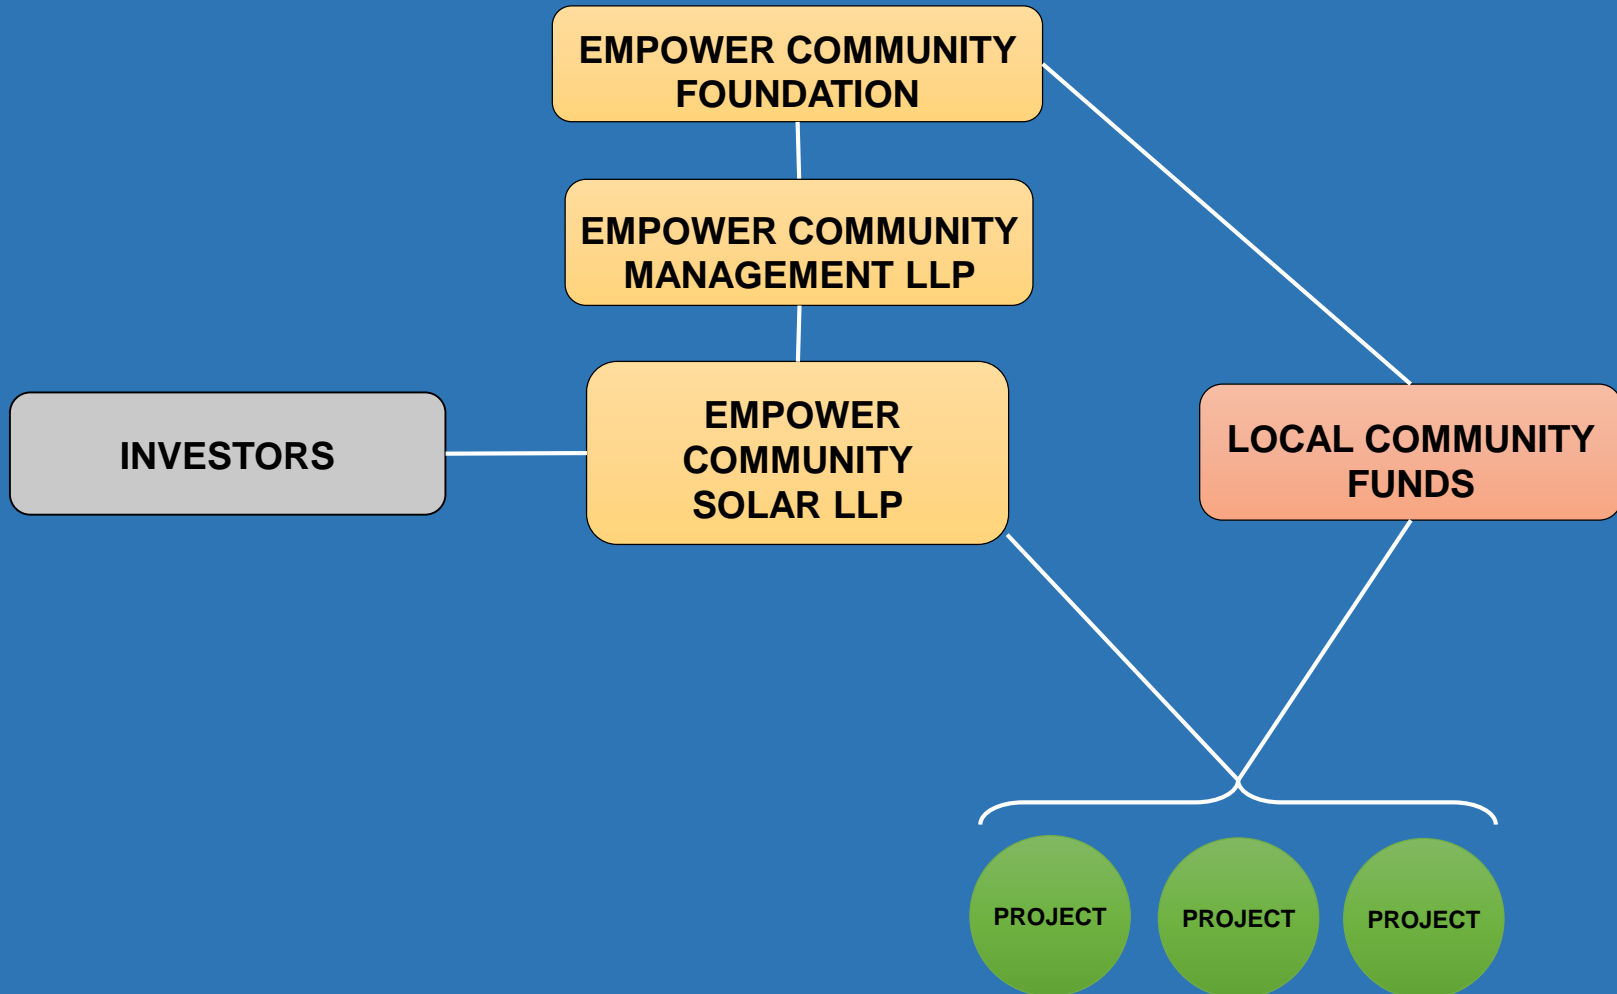 EMPOWER COMMUNITY
FOUNDATION
EMPOWER COMMUNITY
MANAGEMENT LLP
INVESTORS
EMPOWER
COMMUNITY
SOLAR LLP
LOCAL COMMUNITY
FUNDS
PROJECT
PROJECT
PROJECT